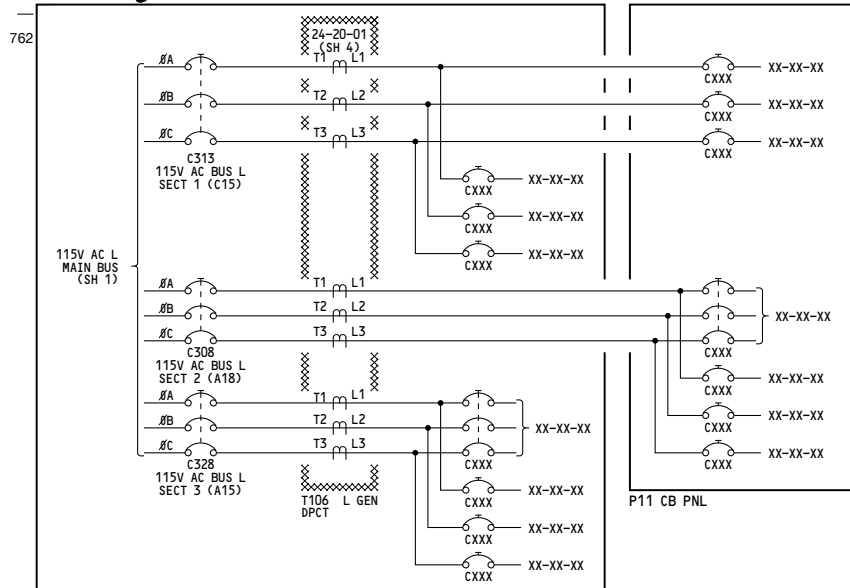 762
24-20-01
(SH 4)
ØA T1 L1 CXXX XX-XX-XX
ØB T2 L2 CXXX XX-XX-XX
ØC T3 L3 CXXX XX-XX-XX
C313
115V AC BUS L
SECT 1 (C15)
CXXX XX-XX-XX
CXXX XX-XX-XX
CXXX XX-XX-XX
115V AC L
MAIN BUS
(SH 1)
ØA T1 L1
ØB T2 L2 XX-XX-XX
ØC T3 L3 CXXX
C308
115V AC BUS L
SECT 2 (A18)
CXXX XX-XX-XX
CXXX XX-XX-XX
CXXX XX-XX-XX
ØA T1 L1
ØB T2 L2 XX-XX-XX
ØC T3 L3 CXXX
C328
115V AC BUS L
SECT 3 (A15)
T106 L GEN
DPCT
CXXX XX-XX-XX
CXXX XX-XX-XX
CXXX XX-XX-XX
P11 CB PNL